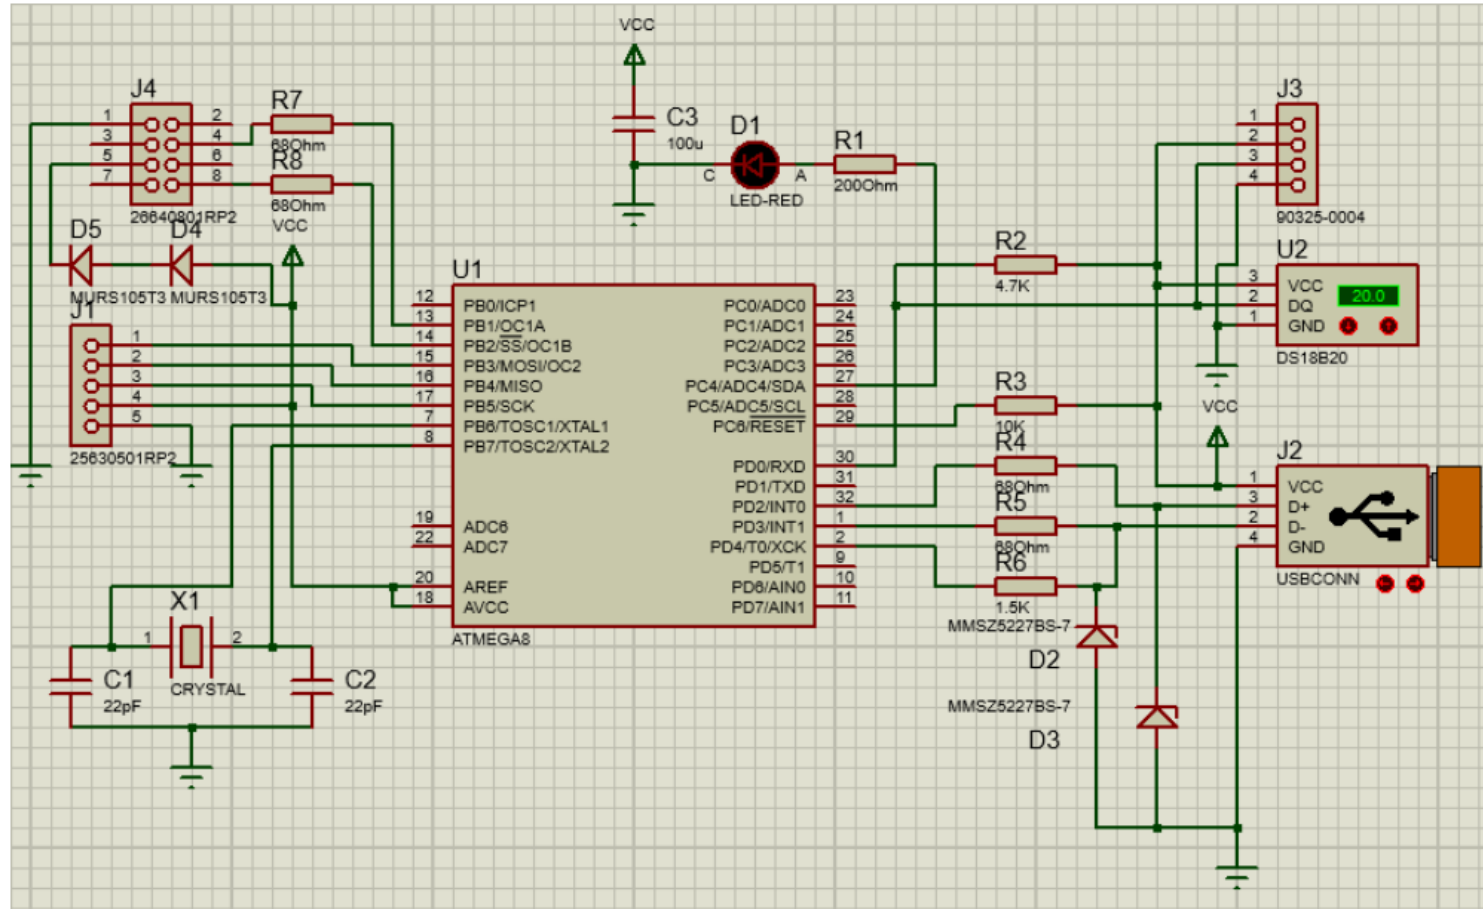 VCC
J4
1
2
3
4
5
6
7
8
26640801RP2
R7
68Ohm
R8
68Ohm
VCC
C3
100u
D1
C
A
LED-RED
R1
200Ohm
J3
1
2
3
4
90325-0004
D5
MURS105T3
D4
MURS105T3
J1
1
2
3
4
5
25630501RP2
U1
12 PB0/ICP1
13 PB1/OC1A
14 PB2/SS/OC1B
15 PB3/MOSI/OC2
16 PB4/MISO
17 PB5/SCK
7 PB6/TOSC1/XTAL1
8 PB7/TOSC2/XTAL2
19 ADC6
22 ADC7
20 AREF
18 AVCC
PC0/ADC0 23
PC1/ADC1 24
PC2/ADC2 25
PC3/ADC3 26
PC4/ADC4/SDA 27
PC5/ADC5/SCL 28
PC6/RESET 29
PD0/RXD 30
PD1/TXD 31
PD2/INT0 32
PD3/INT1 1
PD4/T0/XCK 2
PD5/T1 9
PD6/AIN0 10
PD7/AIN1 11
ATMEGA8
R2
4.7K
U2
3 VCC
2 DQ
1 GND
20.0
DS18B20
R3
10K
R4
68Ohm
R5
68Ohm
R6
1.5K
VCC
J2
1 VCC
3 D+
2 D-
4 GND
USBCONN
MMSZ5227BS-7
D2
MMSZ5227BS-7
D3
X1
1
2
CRYSTAL
C1
22pF
C2
22pF